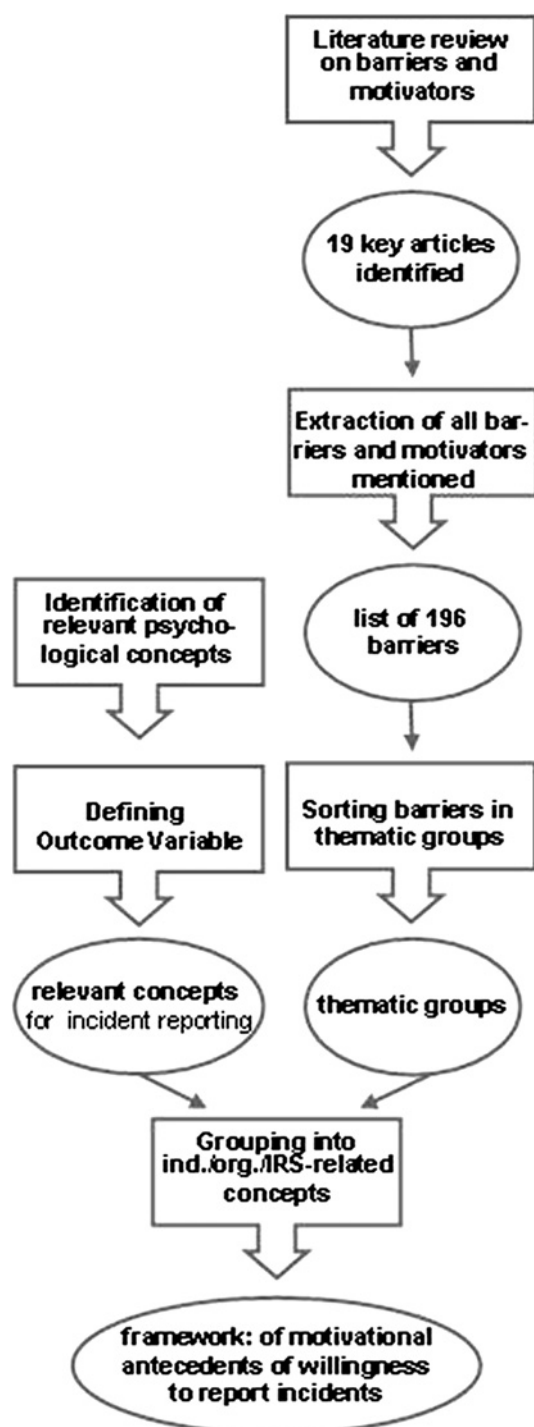 Literature review
on barriers and
motivators
19 key articles
identified
Extraction of all bar-
riers and motivators
mentioned
list of 196
barriers
Identification of
relevant psycho-
logical concepts
Defining
Outcome Variable
Sorting barriers in
thematic groups
relevant concepts
for incident reporting
thematic groups
Grouping into
ind./org./IRS-related
concepts
framework: of motivational
antecedents of willingness
to report incidents